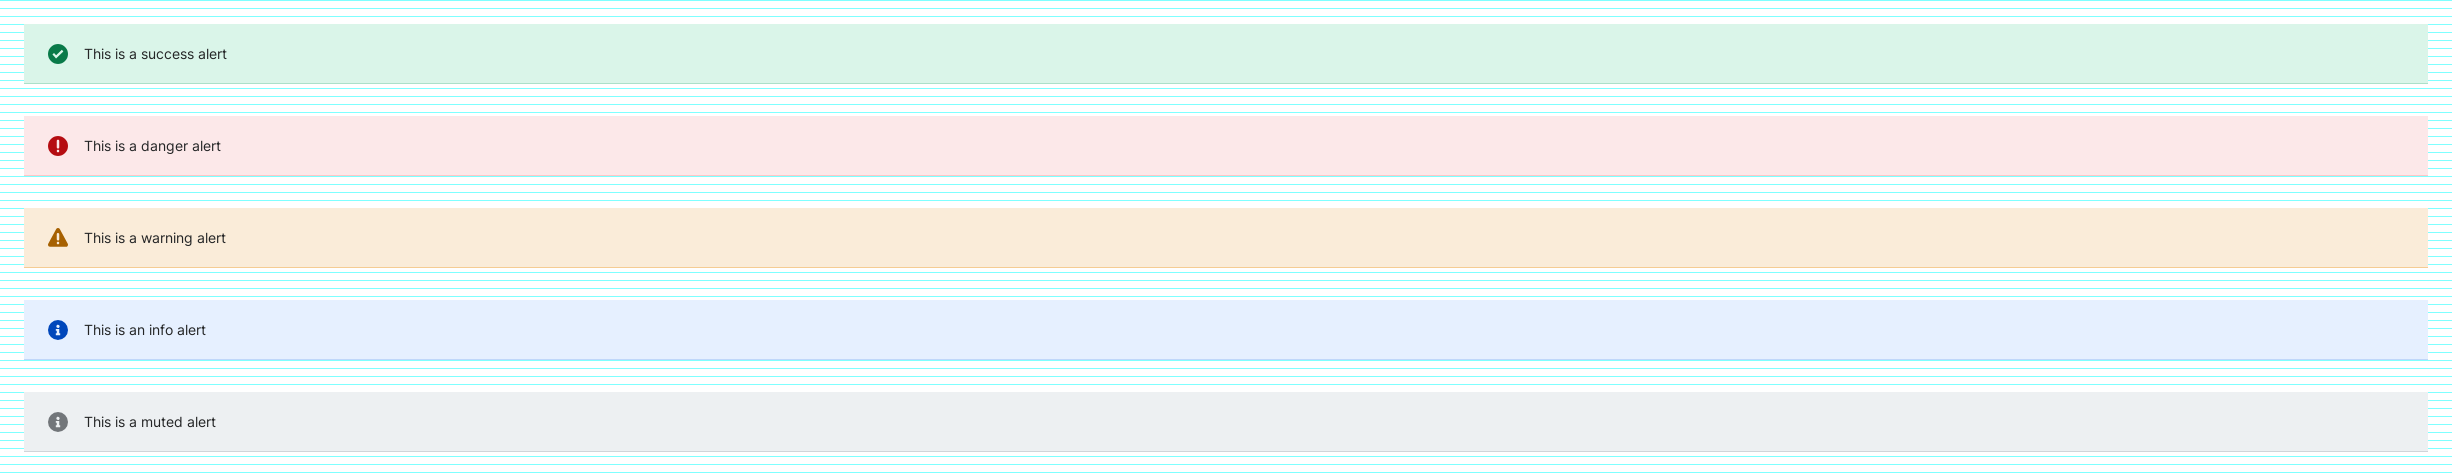 This is a success alert
This is a danger alert
This is a warning alert
This is an info alert
This is a muted alert